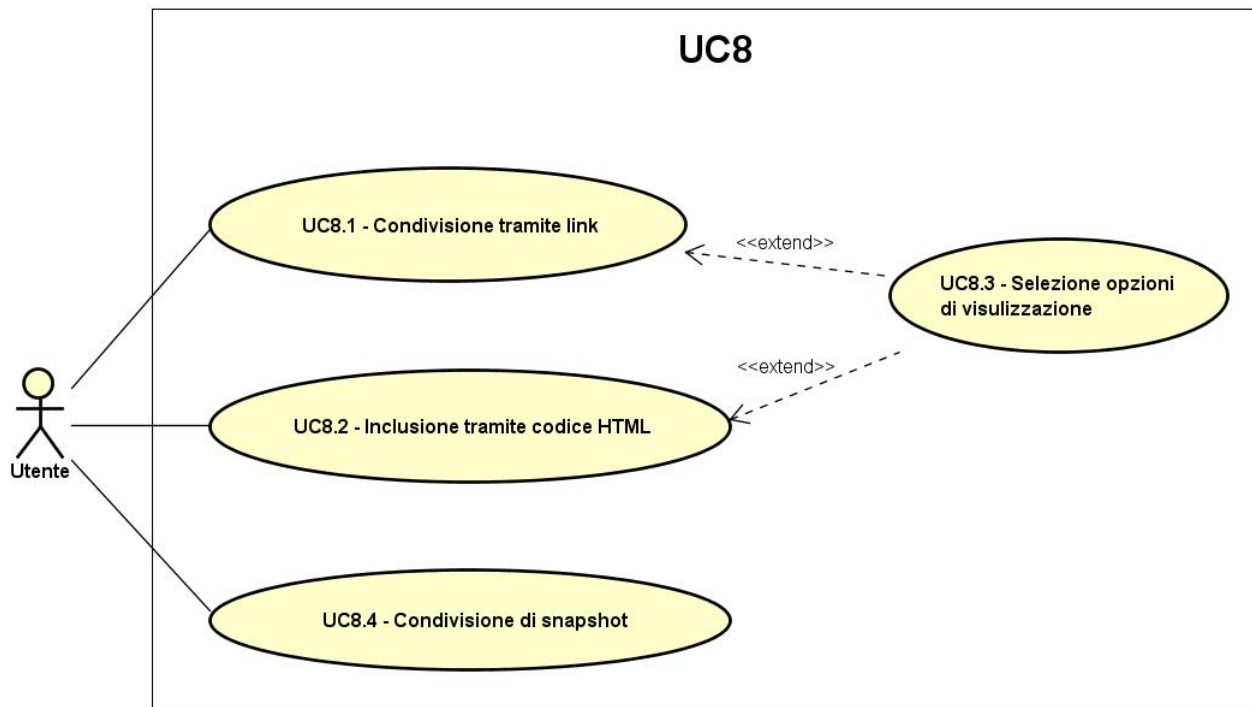 UC8
UC8.1 - Condivisione tramite link
<<extend>>
UC8.3 - Selezione opzioni
di visulizzazione
<<extend>>
UC8.2 - Inclusione tramite codice HTML
Utente
UC8.4 - Condivisione di snapshot